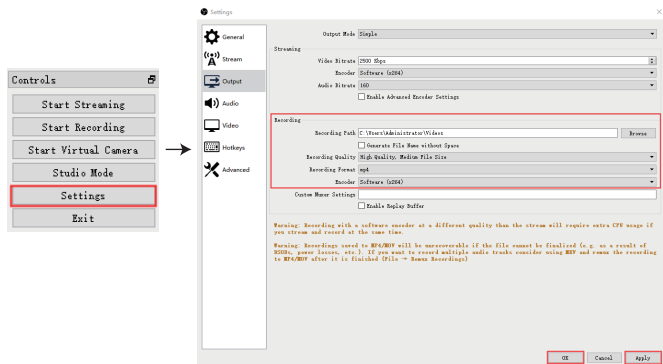 Controls
Start Streaming
Start Recording
Start Virtual Camera
Studio Mode
Settings
Exit
Settings
General
Stream
Output
Audio
Video
Hotkeys
Advanced
Output Mode Simple
Streaming
Video Bitrate 2500 Kbps
Encoder Software (x264)
Audio Bitrate 160
Enable Advanced Encoder Settings
Recording
Recording Path C:\Users\Administrator\Videos Browse
Generate File Name without Space
Recording Quality High Quality, Medium File Size
Recording Format mp4
Encoder Software (x264)
Custom Muxer Settings
Enable Replay Buffer
Warning: Recording with a software encoder at a different quality than the stream will require extra CPU usage if
you stream and record at the same time.
Warning: Recordings saved to MP4/MOV will be unrecoverable if the file cannot be finalized (e.g. as a result of
BSODs, power losses, etc.). If you want to record multiple audio tracks consider using MKV and remux the recording
to MP4/MOV after it is finished (File → Remux Recordings)
OK Cancel Apply